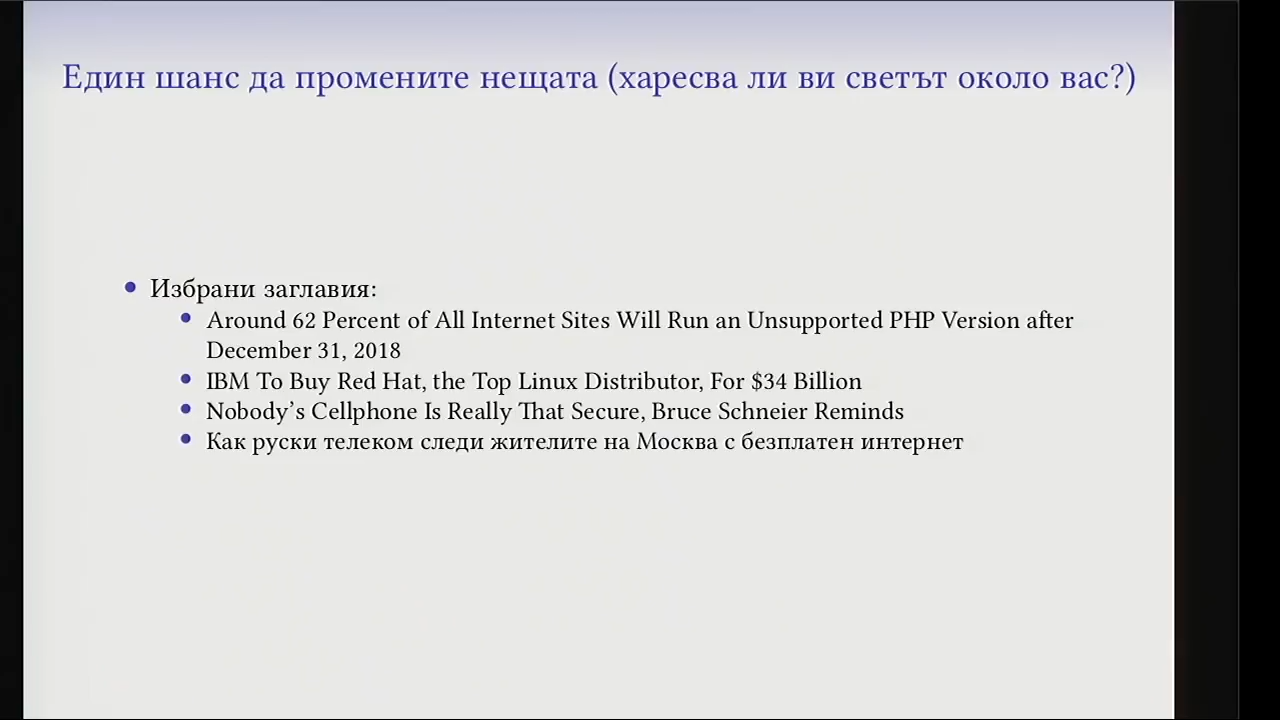 Един шанс да промените нещата (харесва ли ви светът около вас?)
Избрани заглавия:
Around 62 Percent of All Internet Sites Will Run an Unsupported PHP Version after
December 31, 2018
IBM To Buy Red Hat, the Top Linux Distributor, For $34 Billion
Nobody's Cellphone Is Really That Secure, Bruce Schneier Reminds
Как руски телеком следи жителите на Москва с безплатен интернет